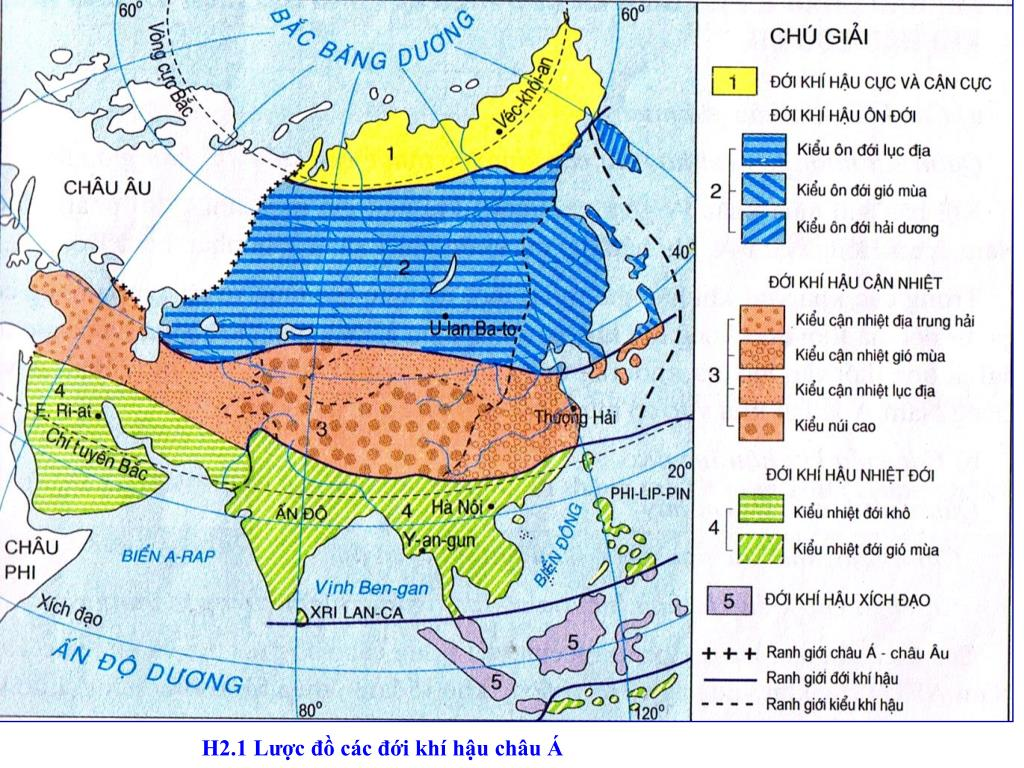 60°
60°
BẮC BĂNG DƯƠNG
Vòng cực Bắc
Véc-khôi-an
1
CHÂU ÂU
2
40°
U-lan Ba-to
4
E. Ri-at
3
Thượng Hải
Chí tuyến Bắc
20°
PHI-LIP-PIN
ẤN ĐỘ
4
Hà Nội
Y-an-gun
CHÂU
PHI
BIỂN A-RAP
BIỂN ĐÔNG
Vịnh Ben-gan
XRI LAN-CA
Xích đạo
5
5
ẤN ĐỘ DƯƠNG
80°
120°
CHÚ GIẢI
1 ĐỚI KHÍ HẬU CỰC VÀ CẬN CỰC
ĐỚI KHÍ HẬU ÔN ĐỚI
Kiểu ôn đới lục địa
2 Kiểu ôn đới gió mùa
Kiểu ôn đới hải dương
ĐỚI KHÍ HẬU CẬN NHIỆT
Kiểu cận nhiệt địa trung hải
Kiểu cận nhiệt gió mùa
3
Kiểu cận nhiệt lục địa
Kiểu núi cao
ĐỚI KHÍ HẬU NHIỆT ĐỚI
Kiểu nhiệt đới khô
4
Kiểu nhiệt đới gió mùa
5 ĐỚI KHÍ HẬU XÍCH ĐẠO
Ranh giới châu Á - châu Âu
Ranh giới đới khí hậu
Ranh giới kiểu khí hậu
H2.1 Lược đồ các đới khí hậu châu Á